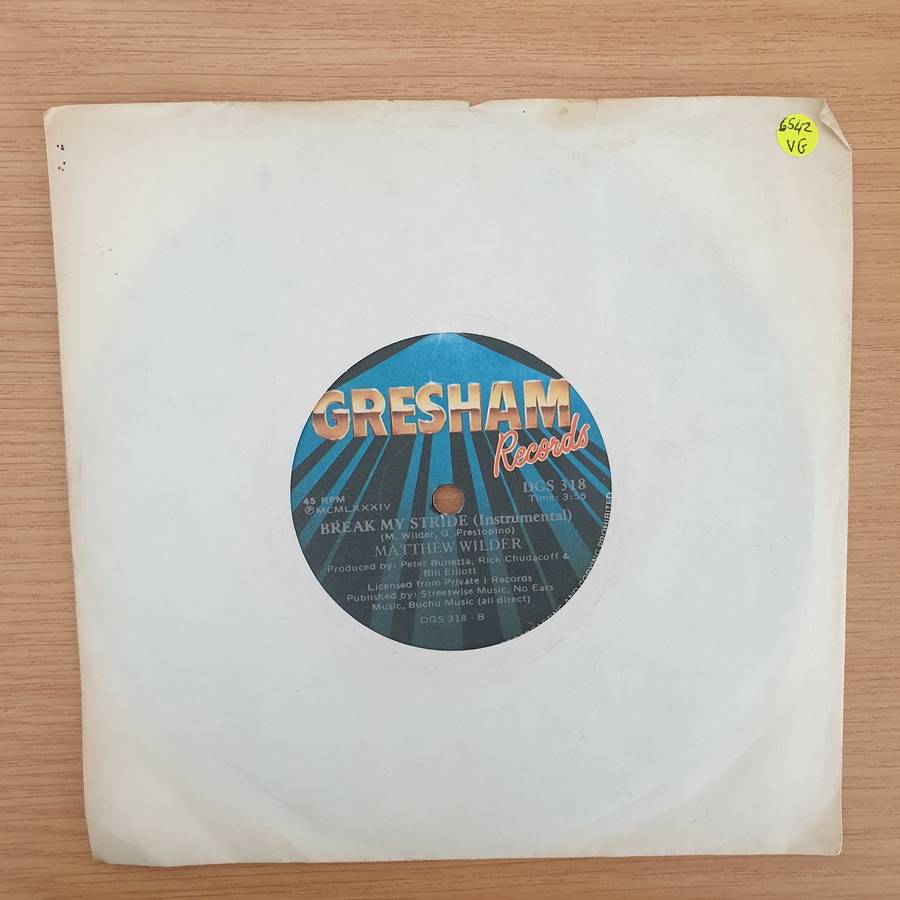 6542
VG
GRESHAM
Records
DGS 318
45 RPM
Time: 3:55
ⓟMCMLXXXIV
BREAK MY STRIDE (Instrumental)
(M. Wilder, G. Prestopino)
MATTHEW WILDER
Produced by: Peter Bunetta, Rick Chudacoff &
Bill Elliott
Licensed from Private I Records
Published by: Streetwise Music, No Ears
Music, Buchu Music (all direct)
DGS 318 - B
PROHIBITED